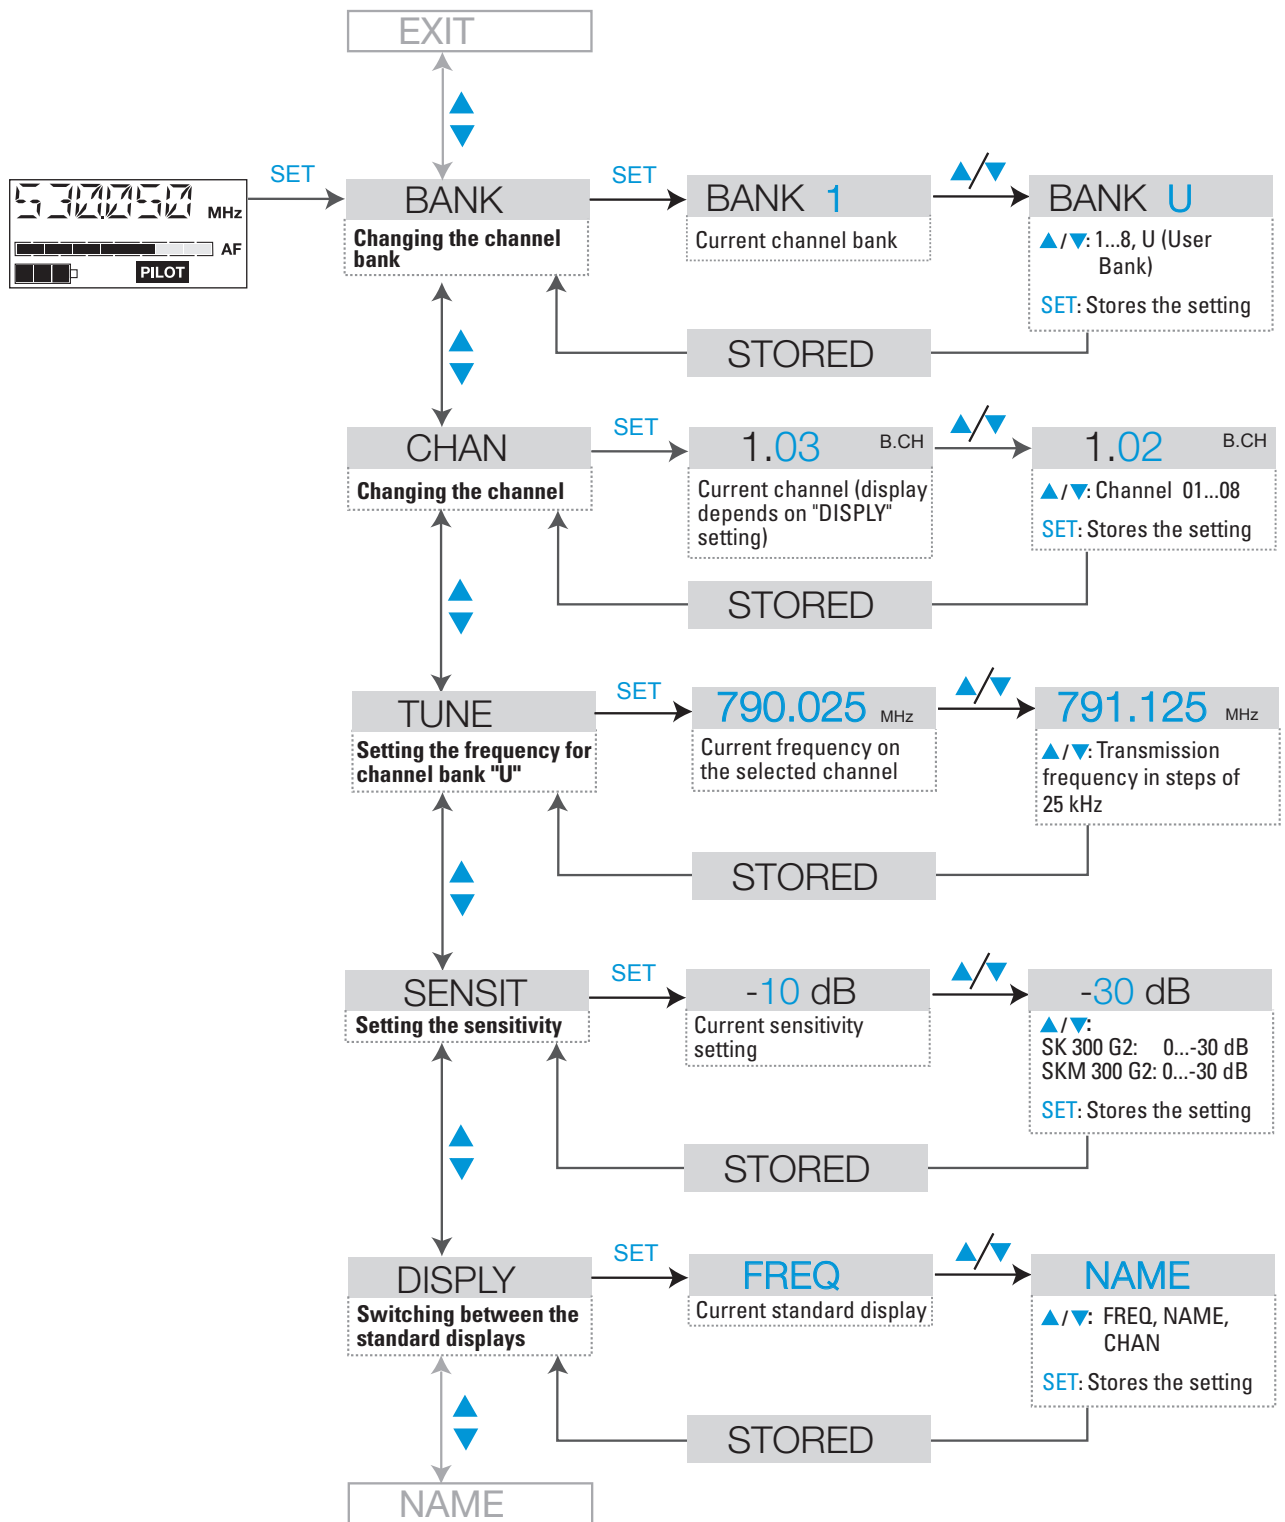 EXIT
530.050 MHz
AF
PILOT
SET
BANK
Changing the channel
bank
SET
BANK 1
Current channel bank
▲/▼
BANK U
▲/▼: 1...8, U (User
Bank)
SET: Stores the setting
STORED
CHAN
Changing the channel
SET
1.03 B.CH
Current channel (display
depends on "DISPLY"
setting)
▲/▼
1.02 B.CH
▲/▼: Channel 01...08
SET: Stores the setting
STORED
TUNE
Setting the frequency for
channel bank "U"
SET
790.025 MHz
Current frequency on
the selected channel
▲/▼
791.125 MHz
▲/▼: Transmission
frequency in steps of
25 kHz
STORED
SENSIT
Setting the sensitivity
SET
-10 dB
Current sensitivity
setting
▲/▼
-30 dB
▲/▼:
SK 300 G2: 0...-30 dB
SKM 300 G2: 0...-30 dB
SET: Stores the setting
STORED
DISPLY
Switching between the
standard displays
SET
FREQ
Current standard display
▲/▼
NAME
▲/▼: FREQ, NAME,
CHAN
SET: Stores the setting
STORED
NAME